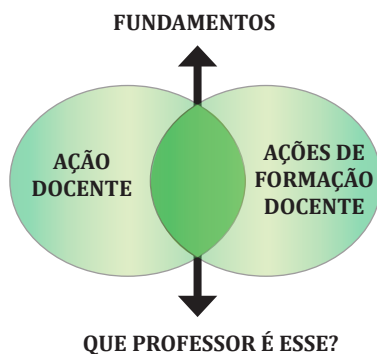 FUNDAMENTOS
AÇÃO
DOCENTE
AÇÕES DE
FORMAÇÃO
DOCENTE
QUE PROFESSOR É ESSE?